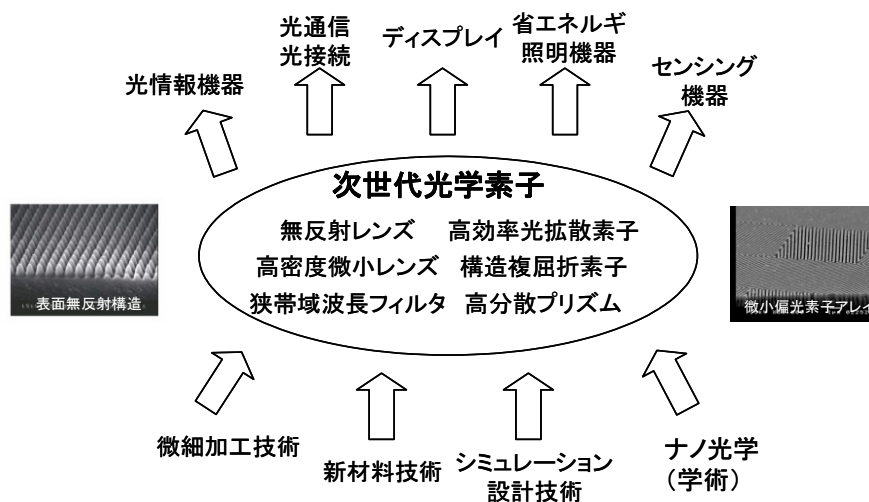 光通信
光接続
ディスプレイ
省エネルギ
照明機器
光情報機器
センシング
機器
次世代光学素子
無反射レンズ 高効率光拡散素子
高密度微小レンズ 構造複屈折素子
狭帯域波長フィルタ 高分散プリズム
表面無反射構造
微小偏光素子アレイ
微細加工技術
新材料技術
シミュレーション
設計技術
ナノ光学
(学術)